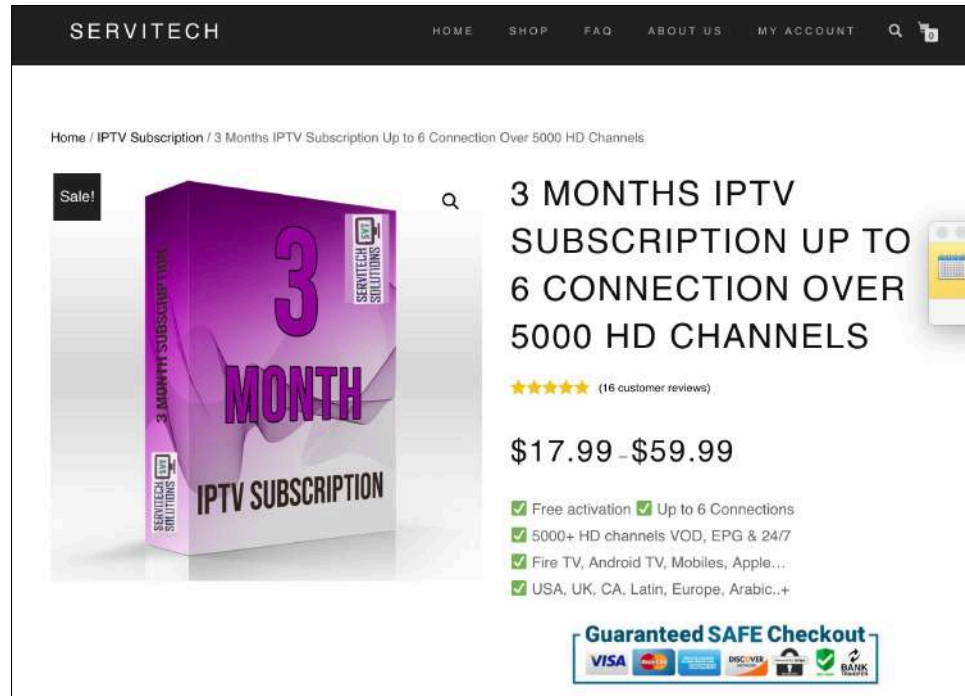 SERVITECH
HOME SHOP FAQ ABOUT US MY ACCOUNT 0
Home / IPTV Subscription / 3 Months IPTV Subscription Up to 6 Connection Over 5000 HD Channels
Sale!
3 MONTH SUBSCRIPTION
SERVITECH SOLUTIONS
SVT
3
MONTH
IPTV SUBSCRIPTION
SVT
SERVITECH
SOLUTIONS
3 MONTHS IPTV
SUBSCRIPTION UP TO
6 CONNECTION OVER
5000 HD CHANNELS
(16 customer reviews)
$17.99 – $59.99
✅ Free activation ✅ Up to 6 Connections
✅ 5000+ HD channels VOD, EPG & 24/7
✅ Fire TV, Android TV, Mobiles, Apple…
✅ USA, UK, CA, Latin, Europe, Arabic..+
Guaranteed SAFE Checkout
VISA DISCOVER BANK